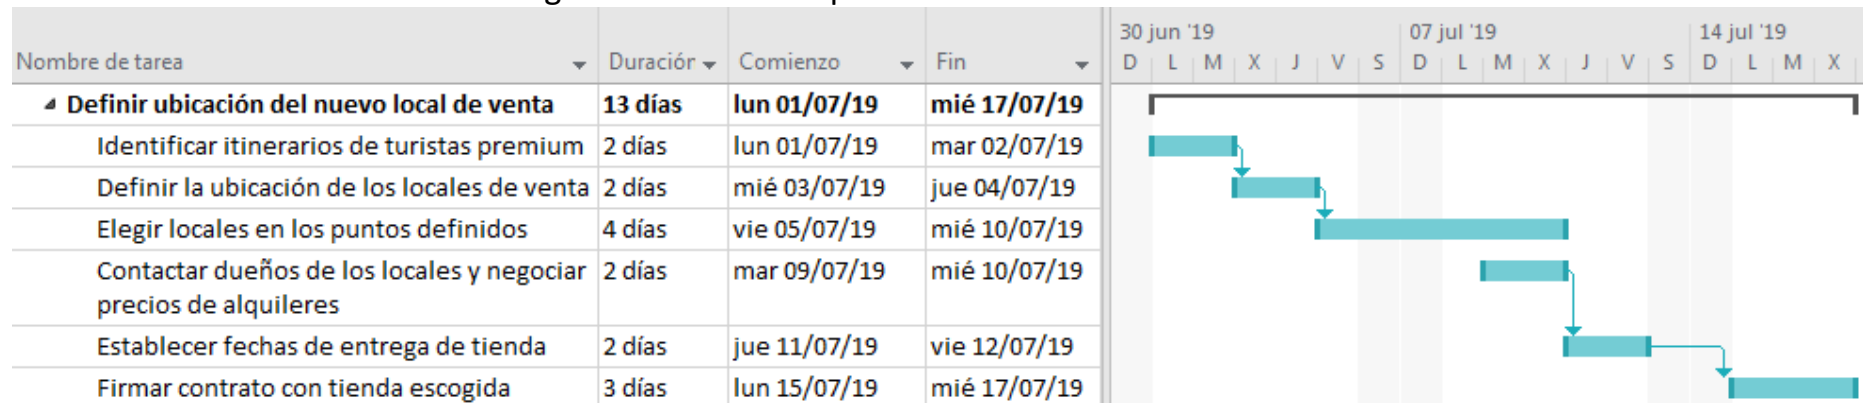 30 jun '19 07 jul '19 14 jul '19
Nombre de tarea Duración Comienzo Fin D L M X J V S D L M X J V S D L M X
Definir ubicación del nuevo local de venta 13 días lun 01/07/19 mié 17/07/19
Identificar itinerarios de turistas premium 2 días lun 01/07/19 mar 02/07/19
Definir la ubicación de los locales de venta 2 días mié 03/07/19 jue 04/07/19
Elegir locales en los puntos definidos 4 días vie 05/07/19 mié 10/07/19
Contactar dueños de los locales y negociar 2 días mar 09/07/19 mié 10/07/19
precios de alquileres
Establecer fechas de entrega de tienda 2 días jue 11/07/19 vie 12/07/19
Firmar contrato con tienda escogida 3 días lun 15/07/19 mié 17/07/19